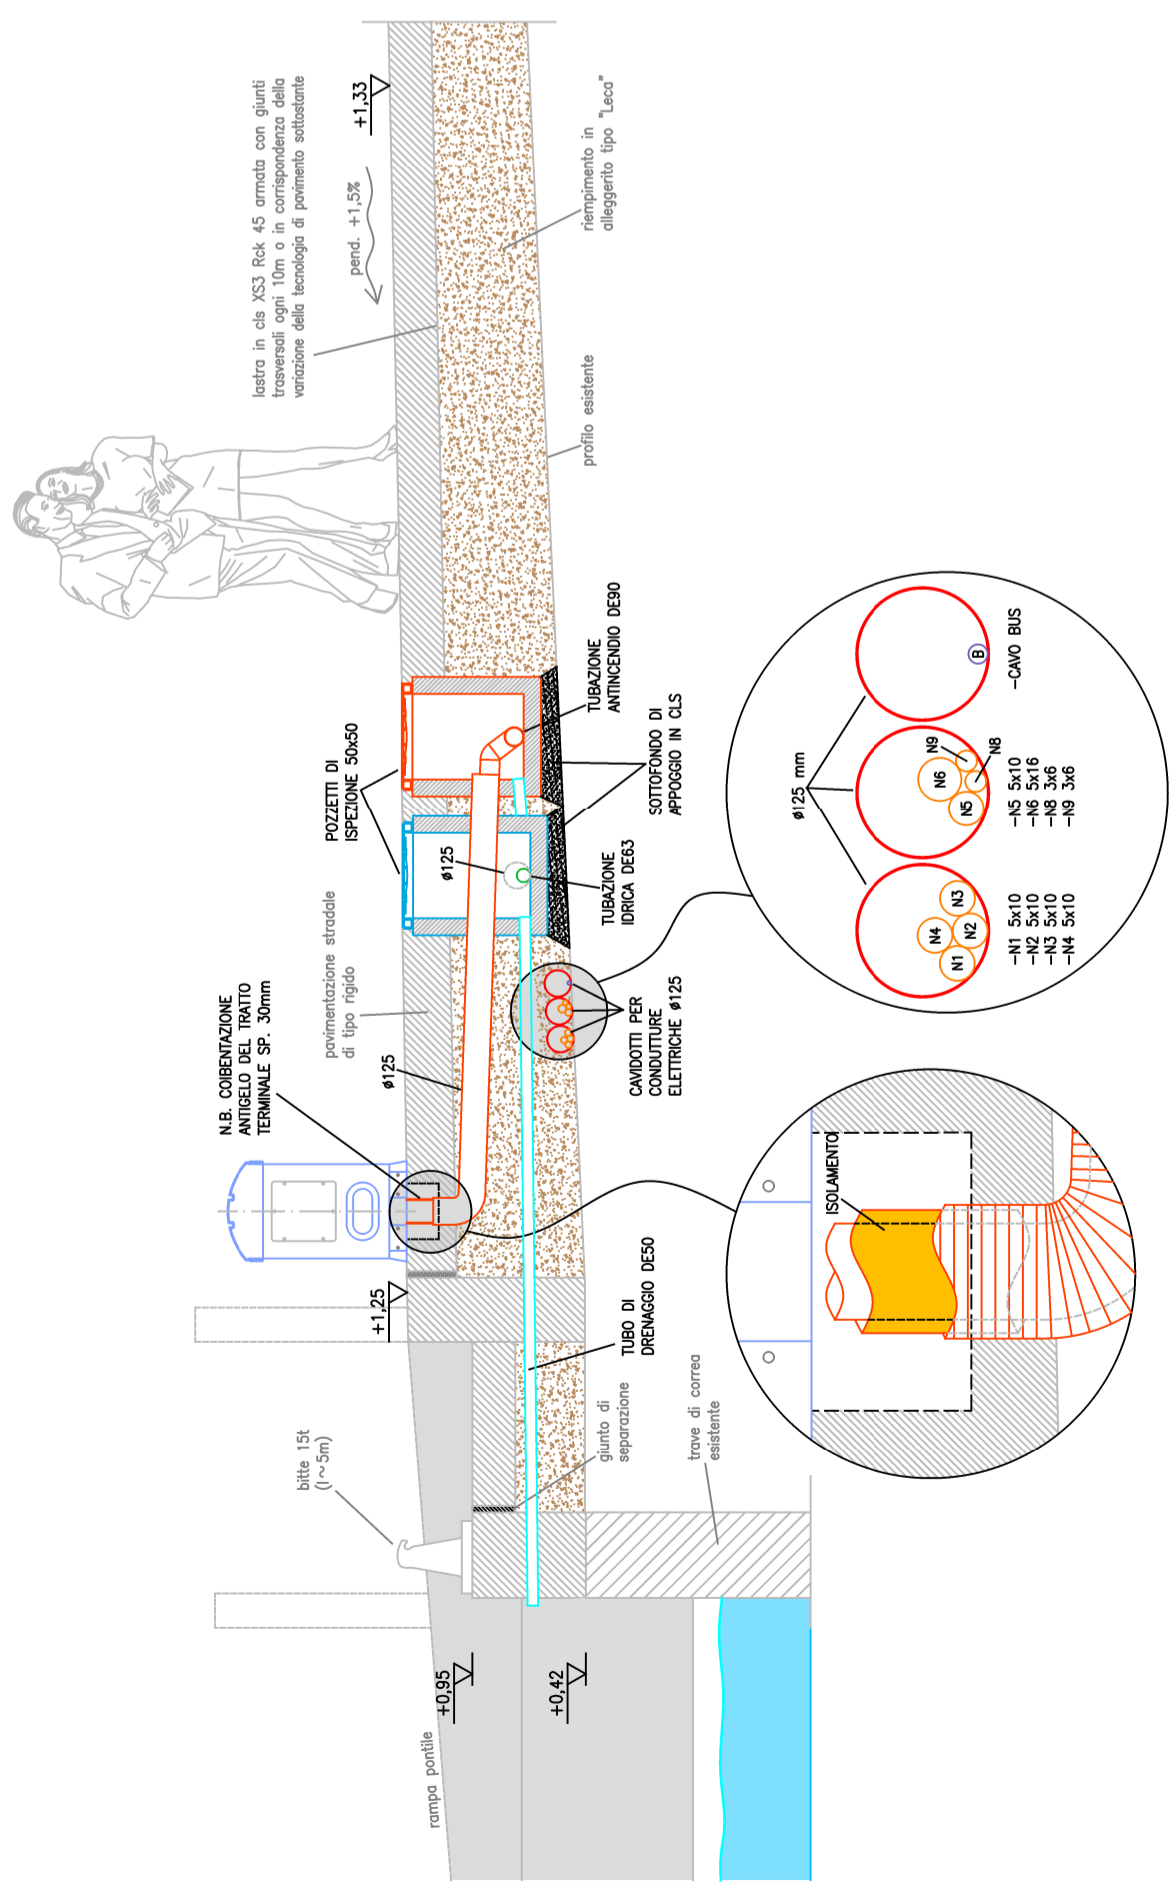 lastra in cls XS3 Rck 45 armata con giunti
trasversali ogni 10m o in corrispondenza della
variazione della tecnologia di pavimento sottostante
pend. +1,5%
+1,33
riempimento in
alleggerito tipo "Leca"
profilo esistente
N.B. COIBENTAZIONE
ANTIGELO DEL TRATTO
TERMINALE SP. 30mm
pavimentazione stradale
di tipo rigido
POZZETTI DI
ISPEZIONE 50x50
ø125
ø125
TUBAZIONE
ANTINCENDIO DE90
SOTTOFONDO DI
APPOGGIO IN CLS
TUBAZIONE
IDRICA DE63
CAVIDOTTI PER
CONDUTTURE
ELETTRICHE ø125
+1,25
bitte 15t
(I~5m)
TUBO DI
DRENAGGIO DE50
giunto di
separazione
trave di correa
esistente
+0,95
+0,42
rampa pontile
ISOLAMENTO
ø125 mm
N1
N2
N3
N4
-N1 5x10
-N2 5x10
-N3 5x10
-N4 5x10
N5
N6
N8
N9
-N5 5x10
-N6 5x16
-N8 3x6
-N9 3x6
B
-CAVO BUS